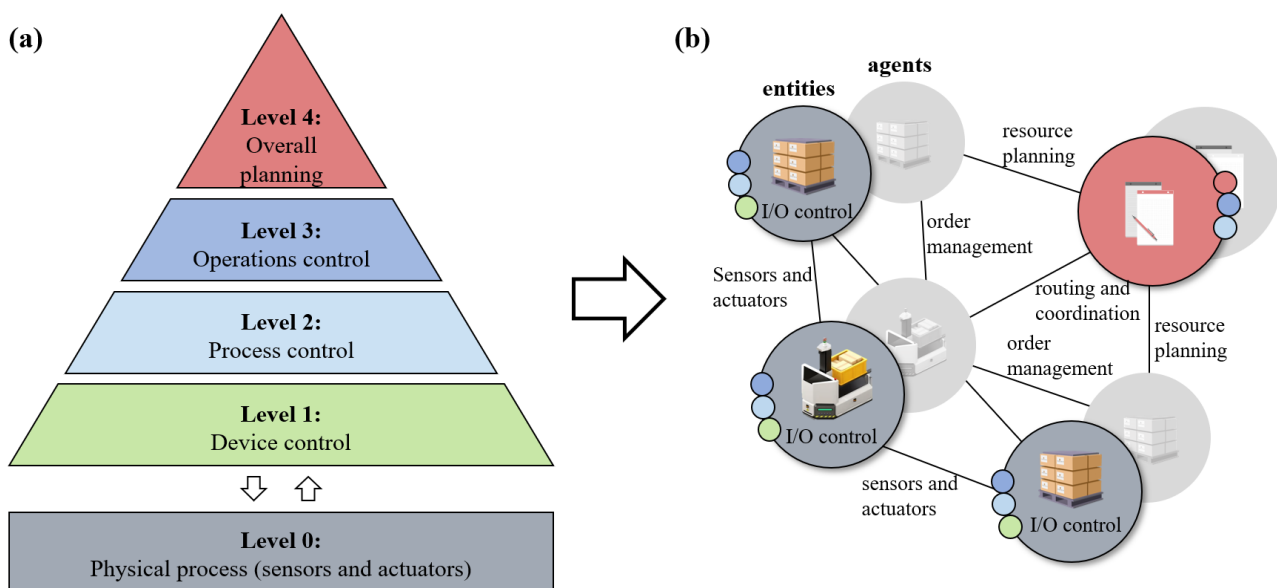 (a)
Level 4:
Overall
planning
Level 3:
Operations control
Level 2:
Process control
Level 1:
Device control
Level 0:
Physical process (sensors and actuators)
(b)
agents
entities
resource
planning
I/O control
order
management
Sensors and
actuators
routing and
coordination
resource
planning
order
management
I/O control
sensors and
actuators
I/O control